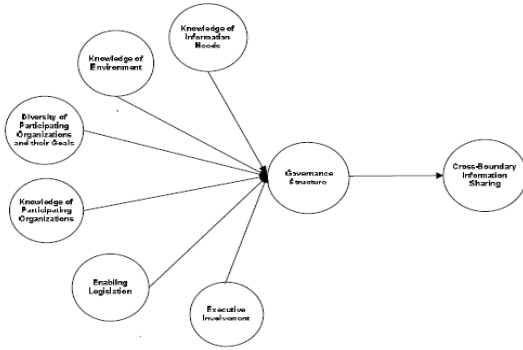 Knowledge of
Information
Needs
Knowledge of
Environment
Diversity of
Participating
Organizations
and their Goals
Governance
Structure
Cross-Boundary
Information
Sharing
Knowledge of
Participating
Organizations
Enabling
Legislation
Executive
Involvement